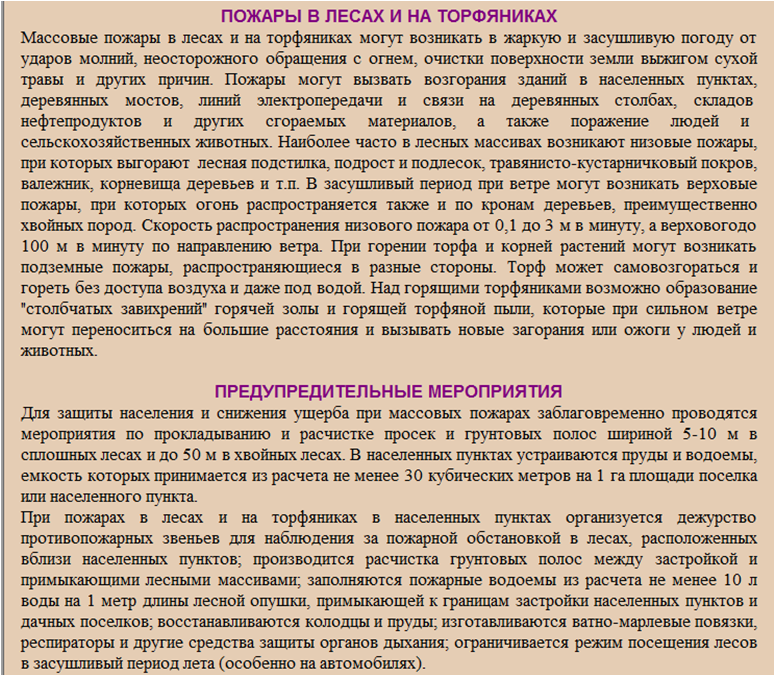 ПОЖАРЫ В ЛЕСАХ И НА ТОРФЯНИКАХ
Массовые пожары в лесах и на торфяниках могут возникать в жаркую и засушливую погоду от
ударов молний, неосторожного обращения с огнем, очистки поверхности земли выжигом сухой
травы и других причин. Пожары могут вызвать возгорания зданий в населенных пунктах,
деревянных мостов, линий электропередачи и связи на деревянных столбах, складов
нефтепродуктов и других сгораемых материалов, а также поражение людей и
сельскохозяйственных животных. Наиболее часто в лесных массивах возникают низовые пожары,
при которых выгорают лесная подстилка, подрост и подлесок, травянисто-кустарничковый покров,
валежник, корневища деревьев и т.п. В засушливый период при ветре могут возникать верховые
пожары, при которых огонь распространяется также и по кронам деревьев, преимущественно
хвойных пород. Скорость распространения низового пожара от 0,1 до 3 м в минуту, а верховогодо
100 м в минуту по направлению ветра. При горении торфа и корней растений могут возникать
подземные пожары, распространяющиеся в разные стороны. Торф может самовозгораться и
гореть без доступа воздуха и даже под водой. Над горящими торфяниками возможно образование
"столбчатых завихрений" горячей золы и горящей торфяной пыли, которые при сильном ветре
могут переноситься на большие расстояния и вызывать новые загорания или ожоги у людей и
животных.
ПРЕДУПРЕДИТЕЛЬНЫЕ МЕРОПРИЯТИЯ
Для защиты населения и снижения ущерба при массовых пожарах заблаговременно проводятся
мероприятия по прокладыванию и расчистке просек и грунтовых полос шириной 5-10 м в
сплошных лесах и до 50 м в хвойных лесах. В населенных пунктах устраиваются пруды и водоемы,
емкость которых принимается из расчета не менее 30 кубических метров на 1 га площади поселка
или населенного пункта.
При пожарах в лесах и на торфяниках в населенных пунктах организуется дежурство
противопожарных звеньев для наблюдения за пожарной обстановкой в лесах, расположенных
вблизи населенных пунктов; производится расчистка грунтовых полос между застройкой и
примыкающими лесными массивами; заполняются пожарные водоемы из расчета не менее 10 л
воды на 1 метр длины лесной опушки, примыкающей к границам застройки населенных пунктов и
дачных поселков; восстанавливаются колодцы и пруды; изготавливаются ватно-марлевые повязки,
респираторы и другие средства защиты органов дыхания; ограничивается режим посещения лесов
в засушливый период лета (особенно на автомобилях).